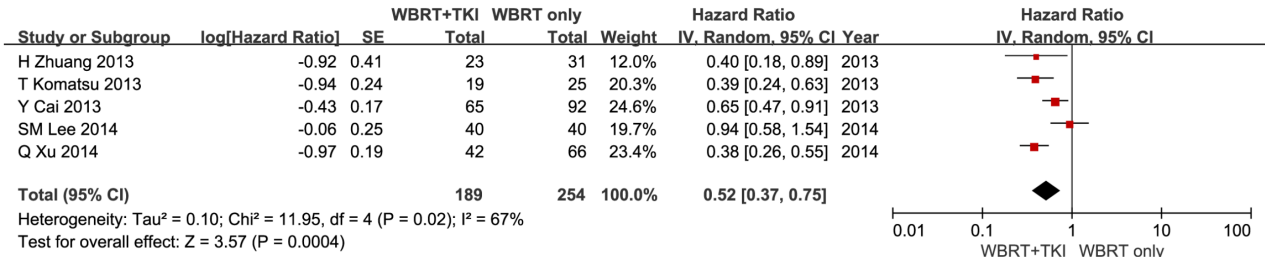 WBRT+TKI WBRT only Hazard Ratio Hazard Ratio
Study or Subgroup log[Hazard Ratio] SE Total Total Weight IV, Random, 95% CI Year IV, Random, 95% CI
H Zhuang 2013 -0.92 0.41 23 31 12.0% 0.40 [0.18, 0.89] 2013
T Komatsu 2013 -0.94 0.24 19 25 20.3% 0.39 [0.24, 0.63] 2013
Y Cai 2013 -0.43 0.17 65 92 24.6% 0.65 [0.47, 0.91] 2013
SM Lee 2014 -0.06 0.25 40 40 19.7% 0.94 [0.58, 1.54] 2014
Q Xu 2014 -0.97 0.19 42 66 23.4% 0.38 [0.26, 0.55] 2014
Total (95% CI) 189 254 100.0% 0.52 [0.37, 0.75]
Heterogeneity: Tau² = 0.10; Chi² = 11.95, df = 4 (P = 0.02); I² = 67%
Test for overall effect: Z = 3.57 (P = 0.0004)
0.01 0.1 1 10 100
WBRT+TKI WBRT only